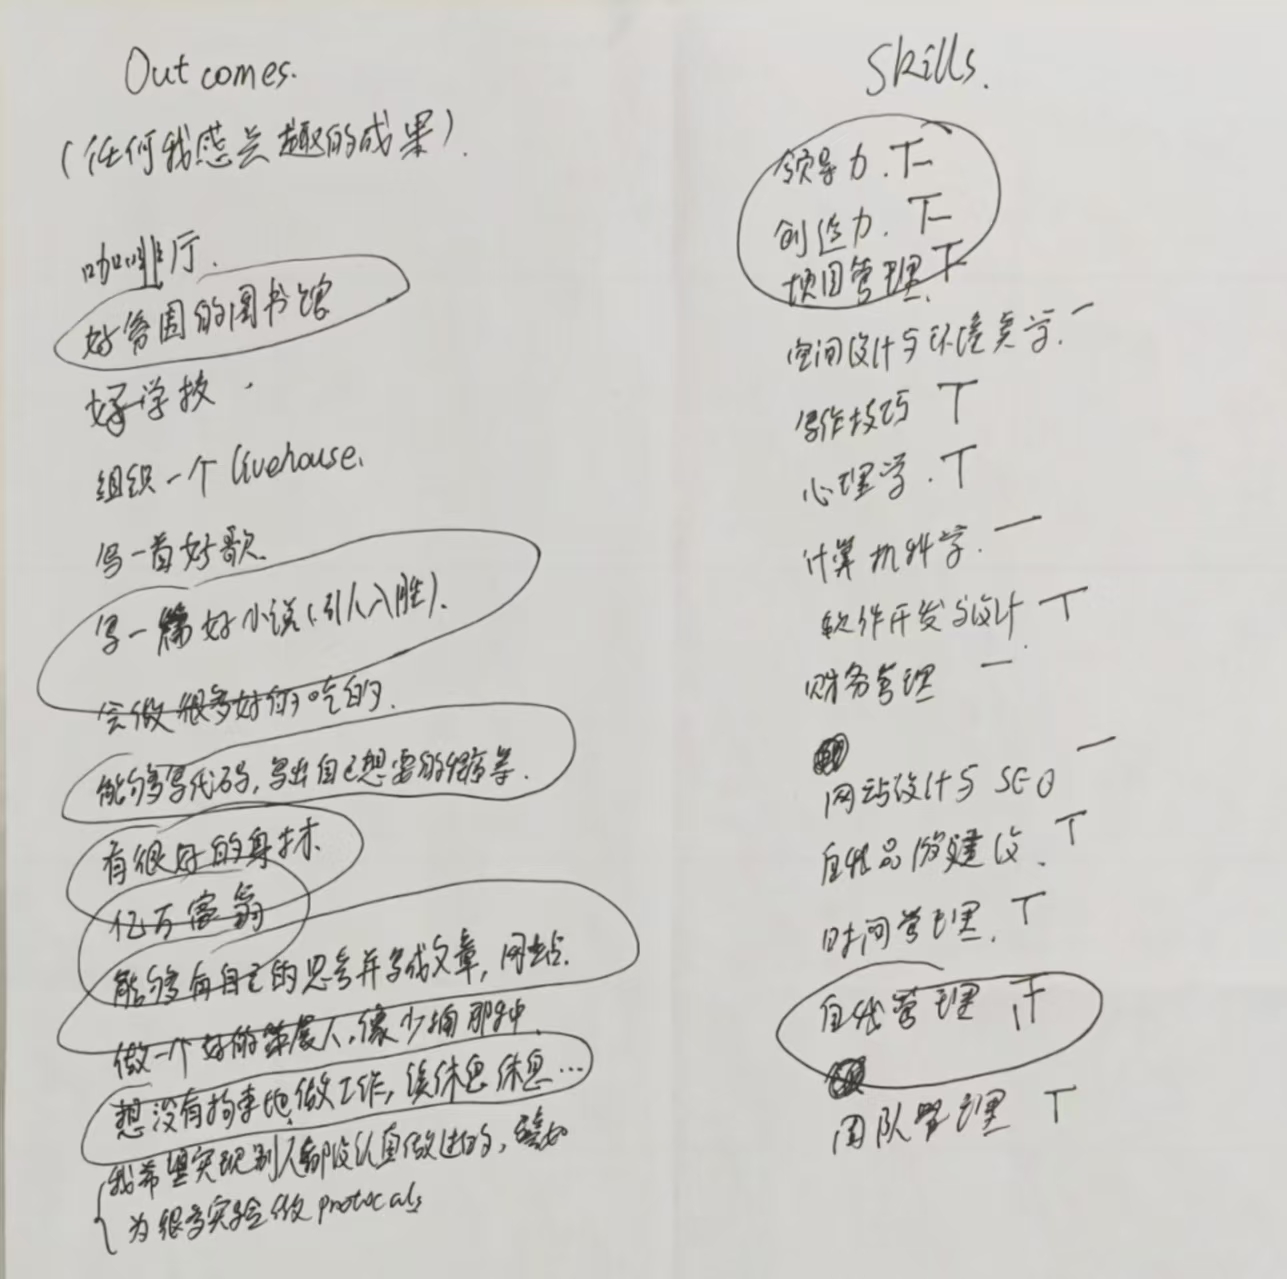 Outcomes.
(任何我感兴趣的成果).
咖啡厅.
好氛围的图书馆
好学校.
组织一个livehouse.
写一首好歌.
写一篇好小说(引人入胜).
会做很多好的吃的.
能够写代码,写出自己想要的程序等.
有很好的身材.
亿万富翁
能够有自己的思考并写成文章,网站.
做一个好的策展人,像少楠那种.
想没有拘束地做工作,该休息休息…
我希望实现别人都没认真做过的,譬如
为很多实验做protocals
Skills.
领导力.
创造力.
项目管理.
空间设计与环境美学.
写作技巧
心理学.
计算机科学.
软件开发与设计.
财务管理
网站设计与SEO
自我品牌建设.
时间管理.
自我管理
团队管理